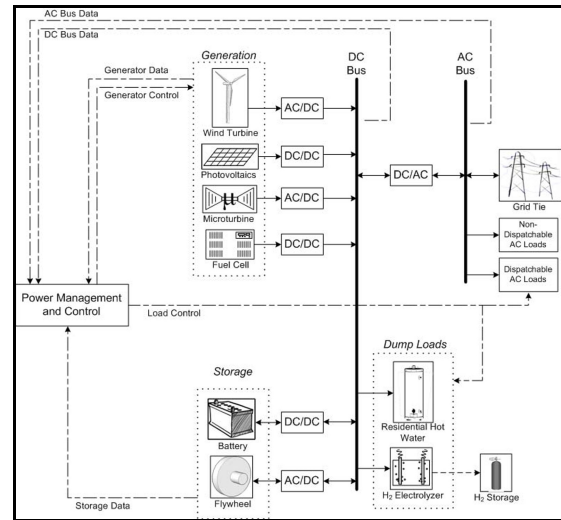 AC Bus Data
DC Bus Data
Generation
DC
Bus
AC
Bus
Generator Data
Generator Control
Wind Turbine
AC/DC
Photovoltaics
DC/DC
DC/AC
Grid Tie
Microturbine
AC/DC
Non-
Dispatchable
AC Loads
Fuel Cell
DC/DC
Dispatchable
AC Loads
Power Management
and Control
Load Control
Dump Loads
Storage
Residential Hot
Water
Battery
DC/DC
Flywheel
AC/DC
H₂ Electrolyzer
H₂ Storage
Storage Data